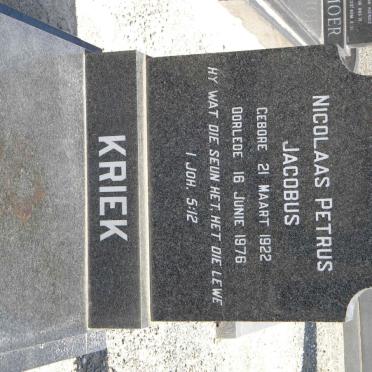 NICOLAAS PETRUS
JACOBUS
GEBORE 21 MAART 1922
OORLEDE 16 JUNIE 1976
HY WAT DIE SEUN HET, HET DIE LEWE
1 JOH. 5:12
KRIEK